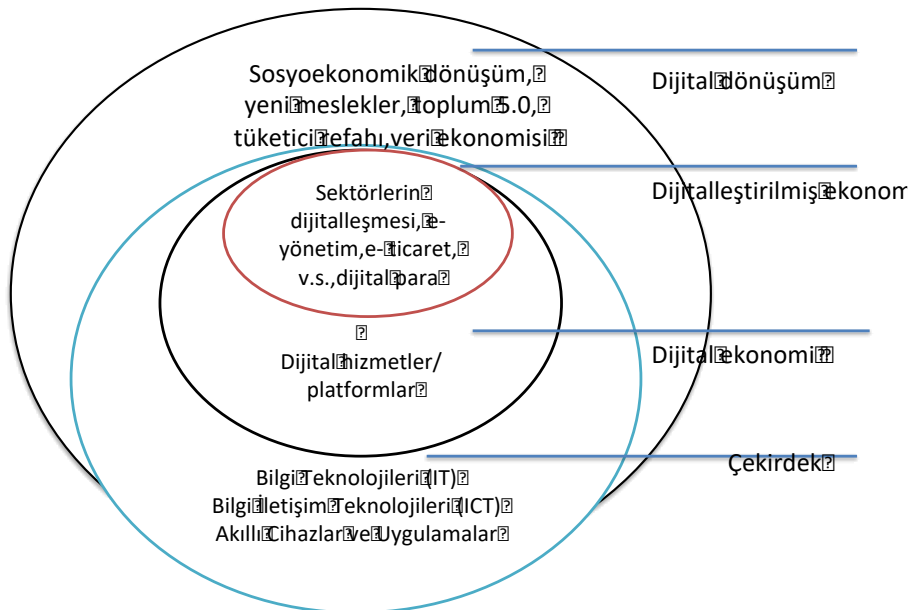 Sosyoekonomik dönüşüm,
yeni meslekler, toplum 5.0,
tüketici refahı,veri ekonomisi
Dijital dönüşüm
Dijitalleştirilmiş ekonom
Sektörlerin
dijitalleşmesi, e-
yönetim,e- ticaret,
v.s.,dijital para
Dijital ekonomi
Dijital hizmetler/
platformlar
Çekirdek
Bilgi Teknolojileri (IT)
Bilgi İletişim Teknolojileri (ICT)
Akıllı Cihazlar ve Uygulamalar